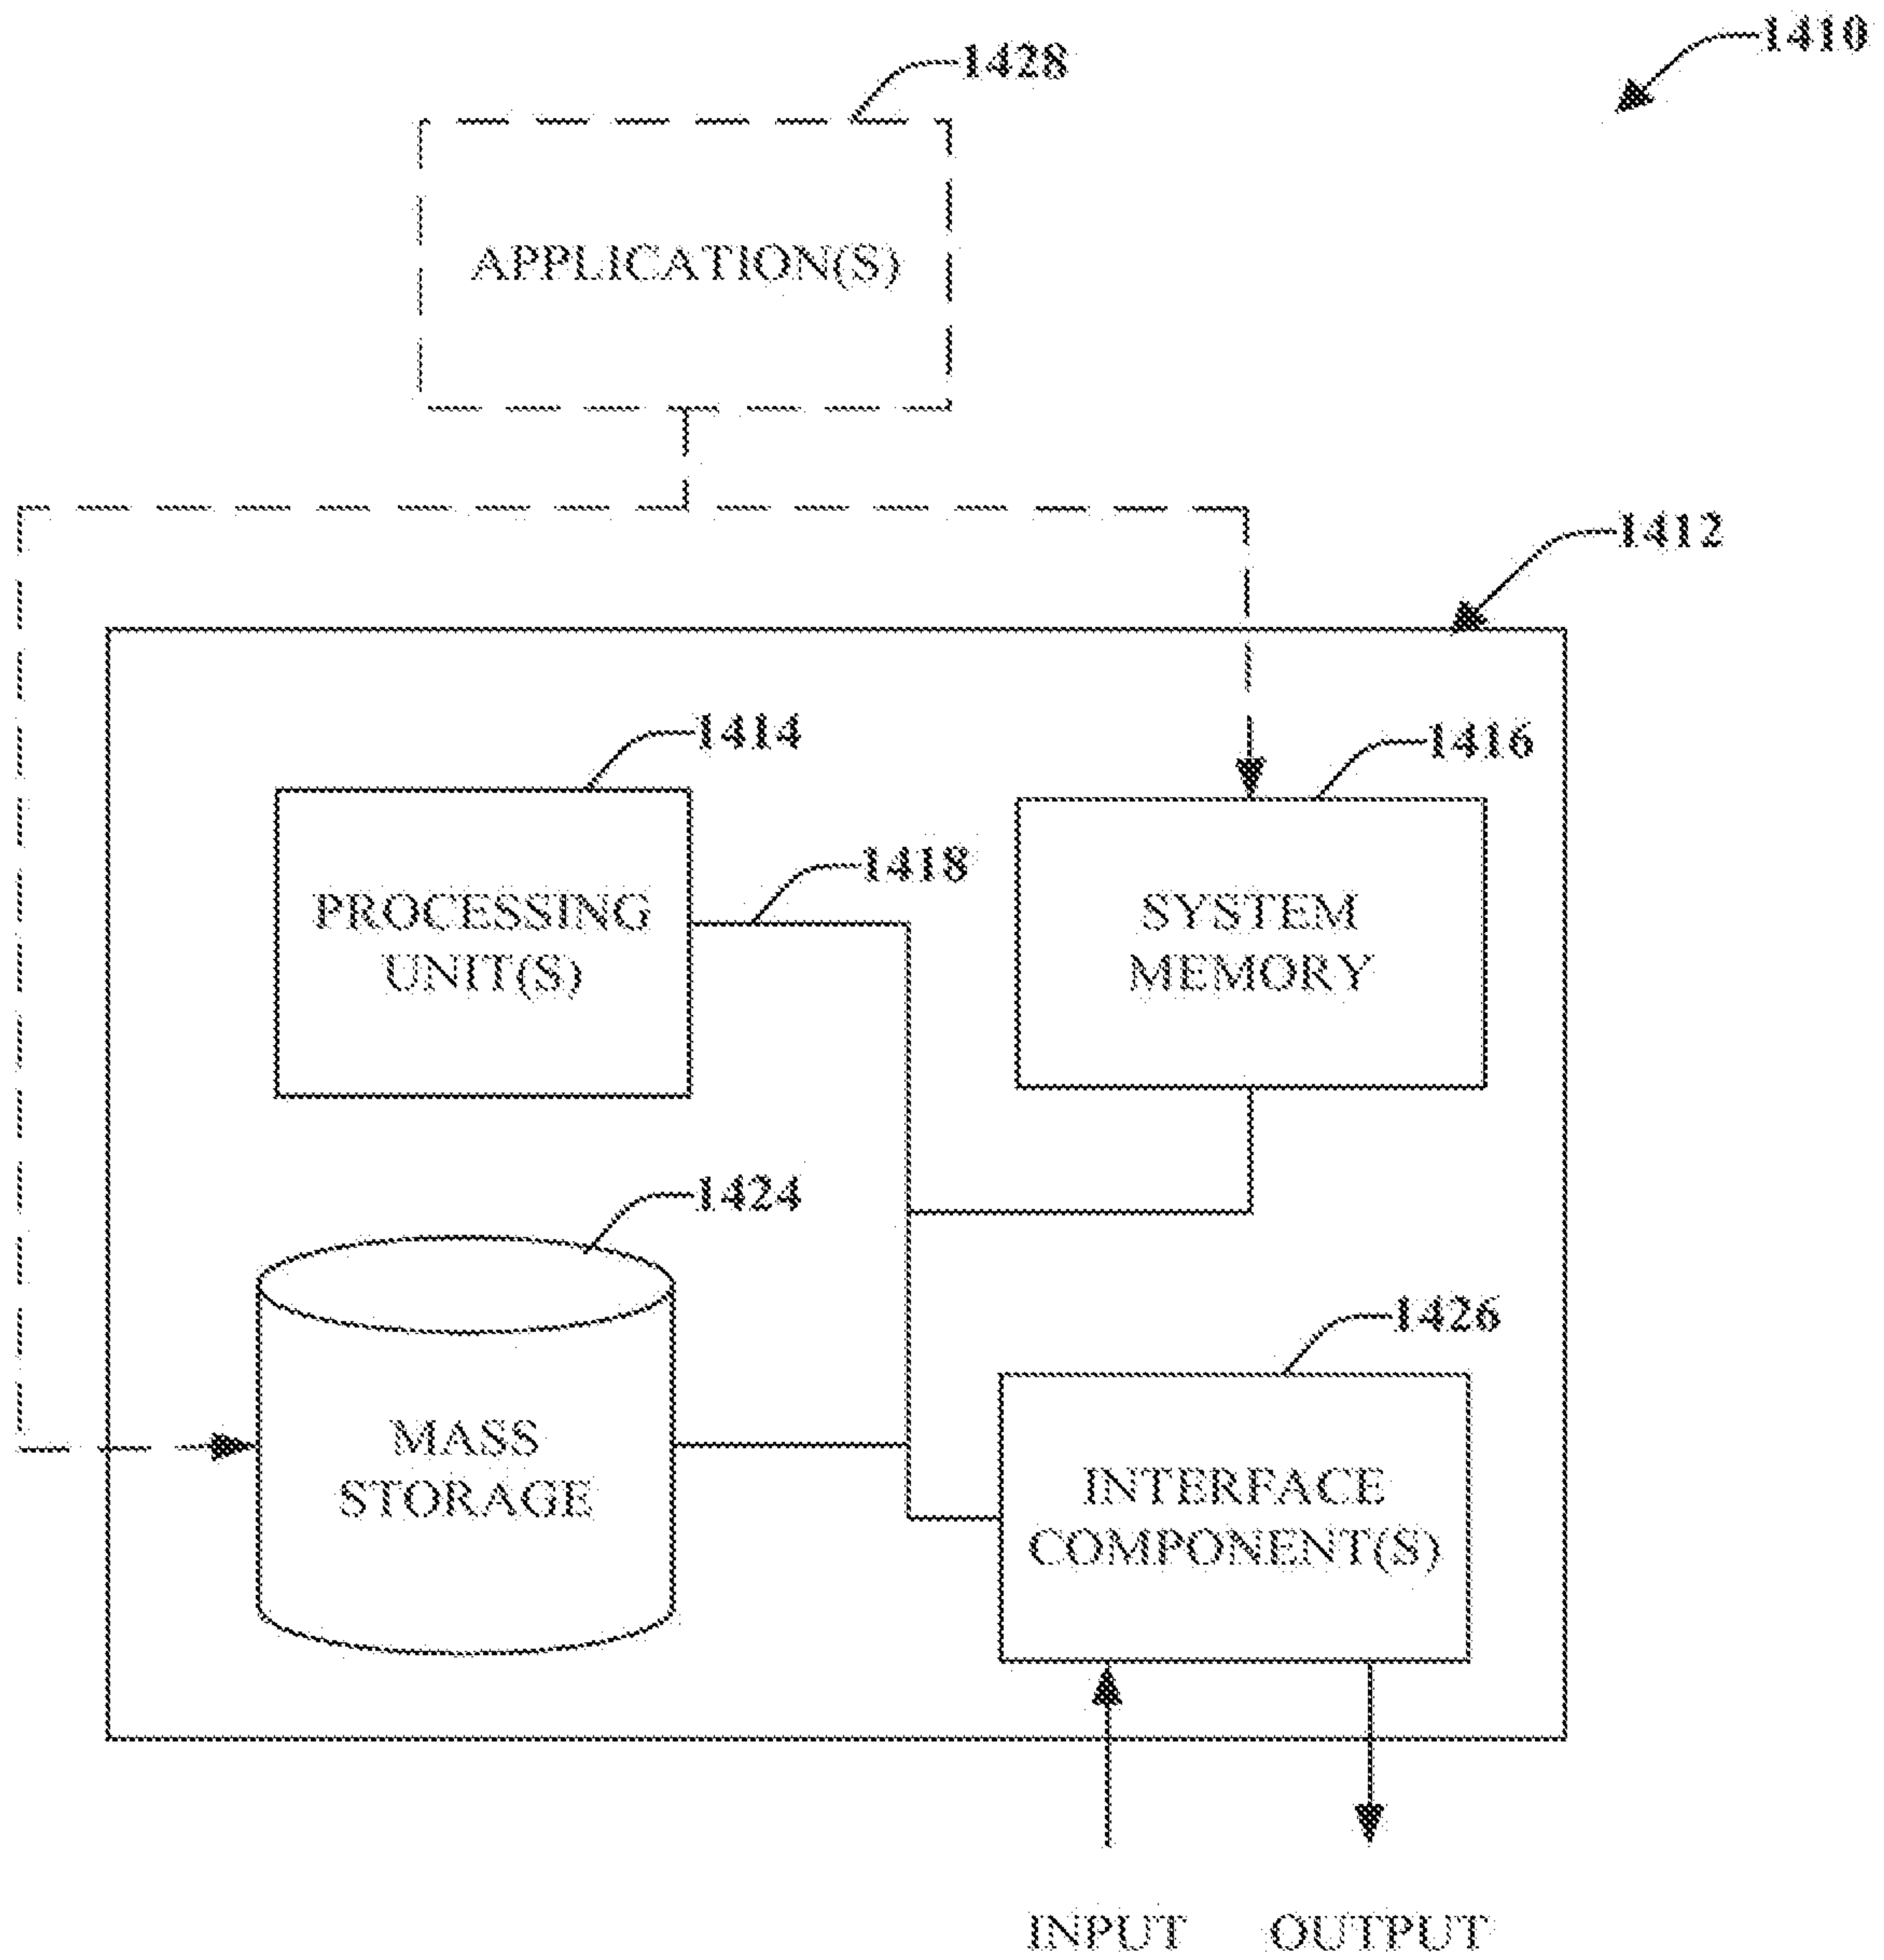 1410
1428
APPLICATION(S)
1412
1414
1416
1418
PROCESSING
UNIT(S)
SYSTEM
MEMORY
1424
1426
MASS
STORAGE
INTERFACE
COMPONENT(S)
INPUT
OUTPUT